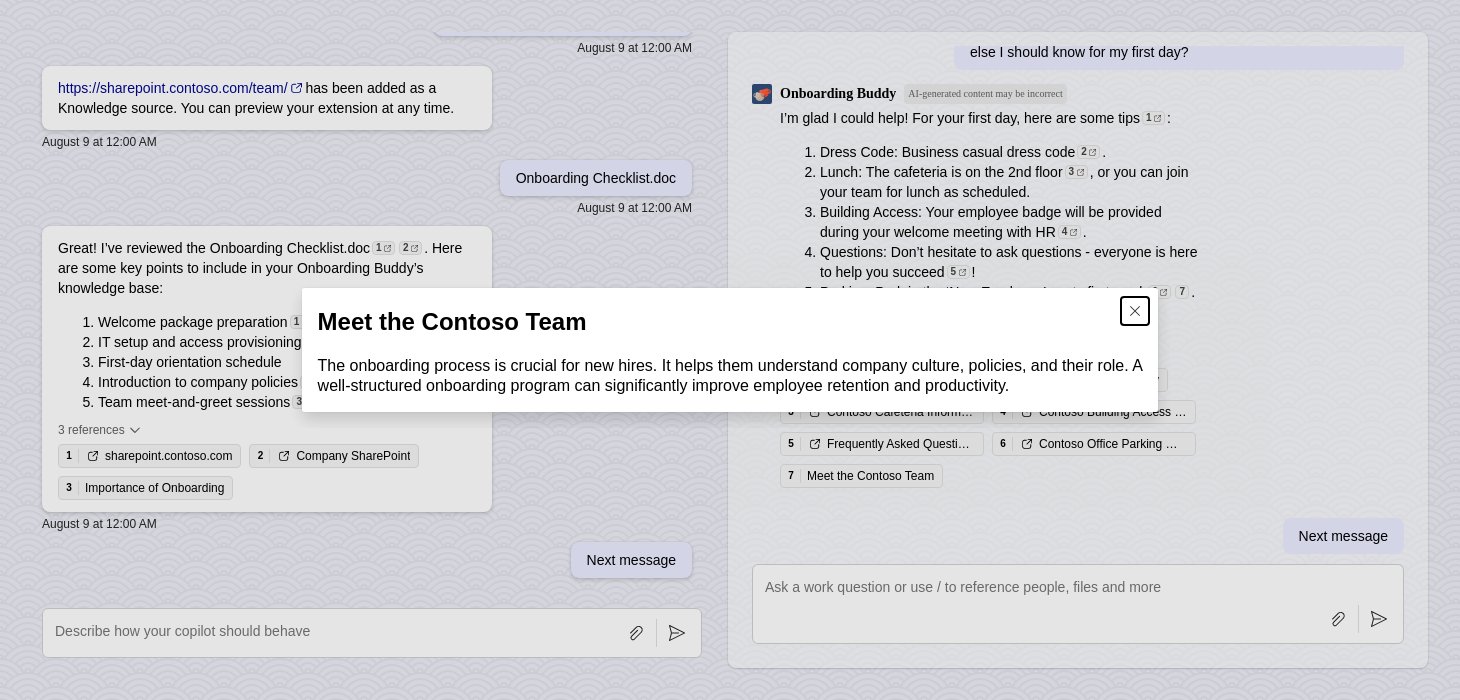 August 9 at 12:00 AM
https://sharepoint.contoso.com/team/ has been added as a
Knowledge source. You can preview your extension at any time.
August 9 at 12:00 AM
Onboarding Checklist.doc
August 9 at 12:00 AM
Great! I’ve reviewed the Onboarding Checklist.doc 1 2 . Here
are some key points to include in your Onboarding Buddy’s
knowledge base:
1. Welcome package preparation 1
2. IT setup and access provisioning
3. First-day orientation schedule
4. Introduction to company policies
5. Team meet-and-greet sessions 3
3 references
1 sharepoint.contoso.com 2 Company SharePoint
3 Importance of Onboarding
August 9 at 12:00 AM
Next message
Describe how your copilot should behave
else I should know for my first day?
Onboarding Buddy AI-generated content may be incorrect
I’m glad I could help! For your first day, here are some tips 1 :
1. Dress Code: Business casual dress code 2 .
2. Lunch: The cafeteria is on the 2nd floor 3 , or you can join
your team for lunch as scheduled.
3. Building Access: Your employee badge will be provided
during your welcome meeting with HR 4 .
4. Questions: Don’t hesitate to ask questions - everyone is here
to help you succeed 5 !
7 .
Meet the Contoso Team
The onboarding process is crucial for new hires. It helps them understand company culture, policies, and their role. A
well-structured onboarding program can significantly improve employee retention and productivity.
3 Contoso Cafeteria Inform… 4 Contoso Building Access …
5 Frequently Asked Questi… 6 Contoso Office Parking …
7 Meet the Contoso Team
Next message
Ask a work question or use / to reference people, files and more